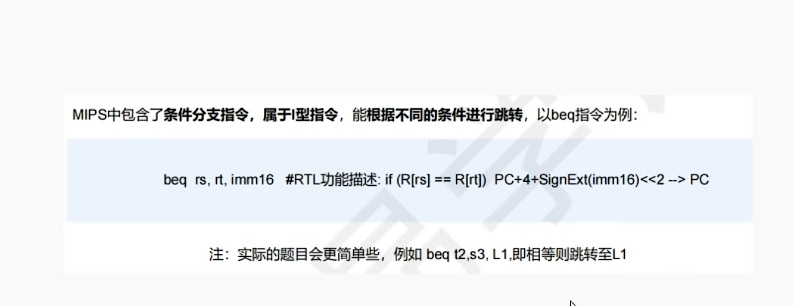 MIPS中包含了条件分支指令，属于I型指令，能根据不同的条件进行跳转，以beq指令为例：
beq rs, rt, imm16 #RTL功能描述: if (R[rs] == R[rt]) PC+4+SignExt(imm16)<<2 --> PC
注：实际的题目会更简单些，例如 beq t2,s3, L1,即相等则跳转至L1